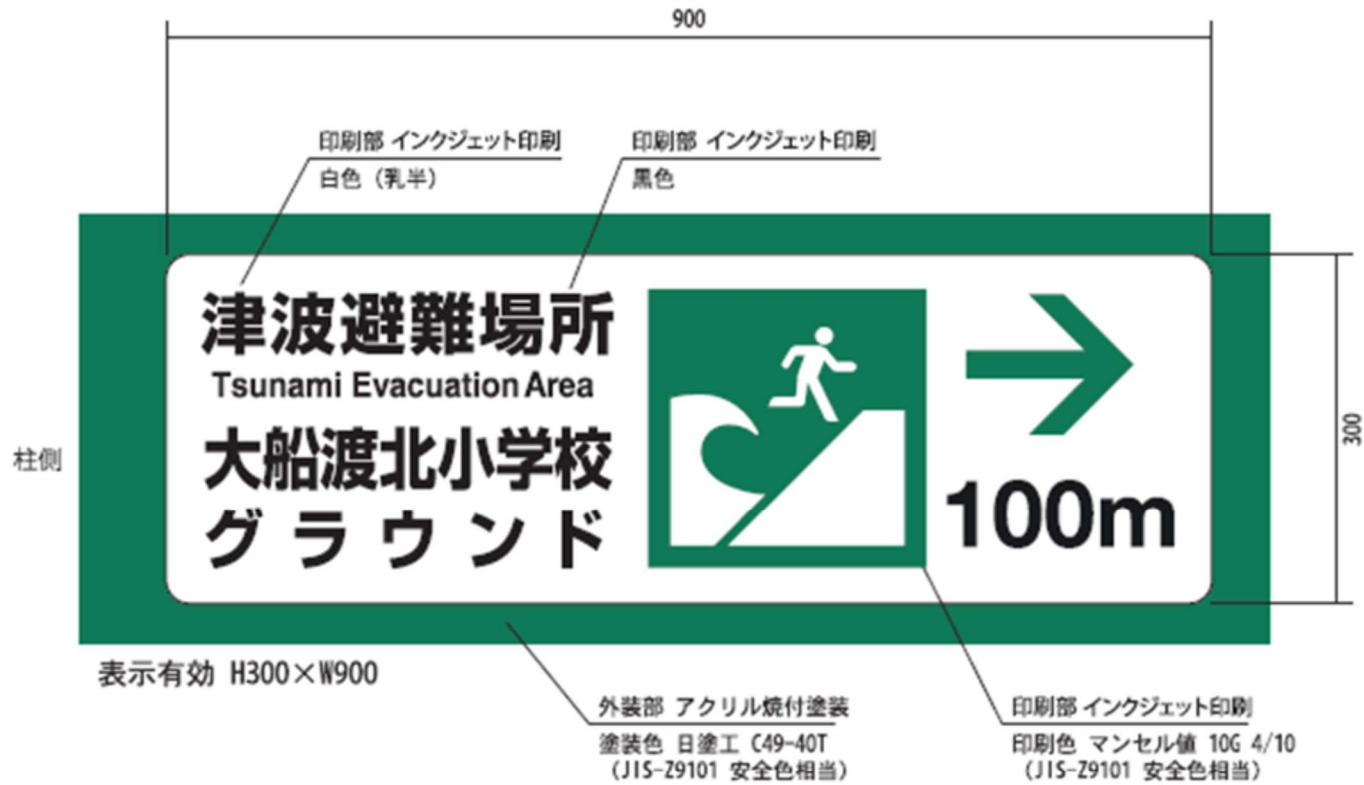 900
印刷部 インクジェット印刷
白色（乳半）
印刷部 インクジェット印刷
黒色
津波避難場所
Tsunami Evacuation Area
大船渡北小学校
グラウンド
100m
柱側
300
表示有効 H300×W900
外装部 アクリル焼付塗装
塗装色 日塗工 C49-40T
（JIS-Z9101 安全色相当）
印刷部 インクジェット印刷
印刷色 マンセル値 10G 4/10
（JIS-Z9101 安全色相当）